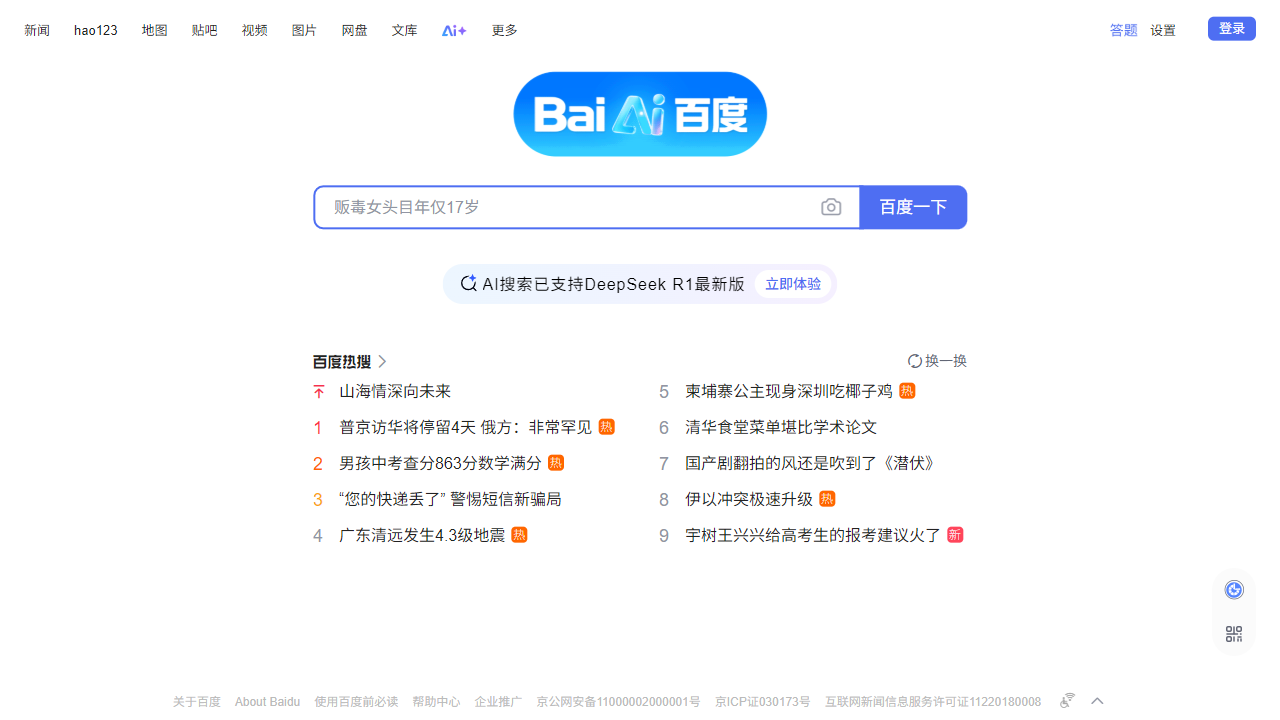 新闻 hao123 地图 贴吧 视频 图片 网盘 文库 Ai+ 更多 答题 设置 登录
Bai Ai 百度
贩毒女头目年仅17岁 百度一下
AI搜索已支持DeepSeek R1最新版 立即体验
百度热搜 换一换
山海情深向未来
1 普京访华将停留4天 俄方：非常罕见 热
2 男孩中考查分863分数学满分 热
3 “您的快递丢了” 警惕短信新骗局
4 广东清远发生4.3级地震 热
5 柬埔寨公主现身深圳吃椰子鸡 热
6 清华食堂菜单堪比学术论文
7 国产剧翻拍的风还是吹到了《潜伏》
8 伊以冲突极速升级 热
9 宇树王兴兴给高考生的报考建议火了 新
关于百度 About Baidu 使用百度前必读 帮助中心 企业推广 京公网安备11000002000001号 京ICP证030173号 互联网新闻信息服务许可证11220180008